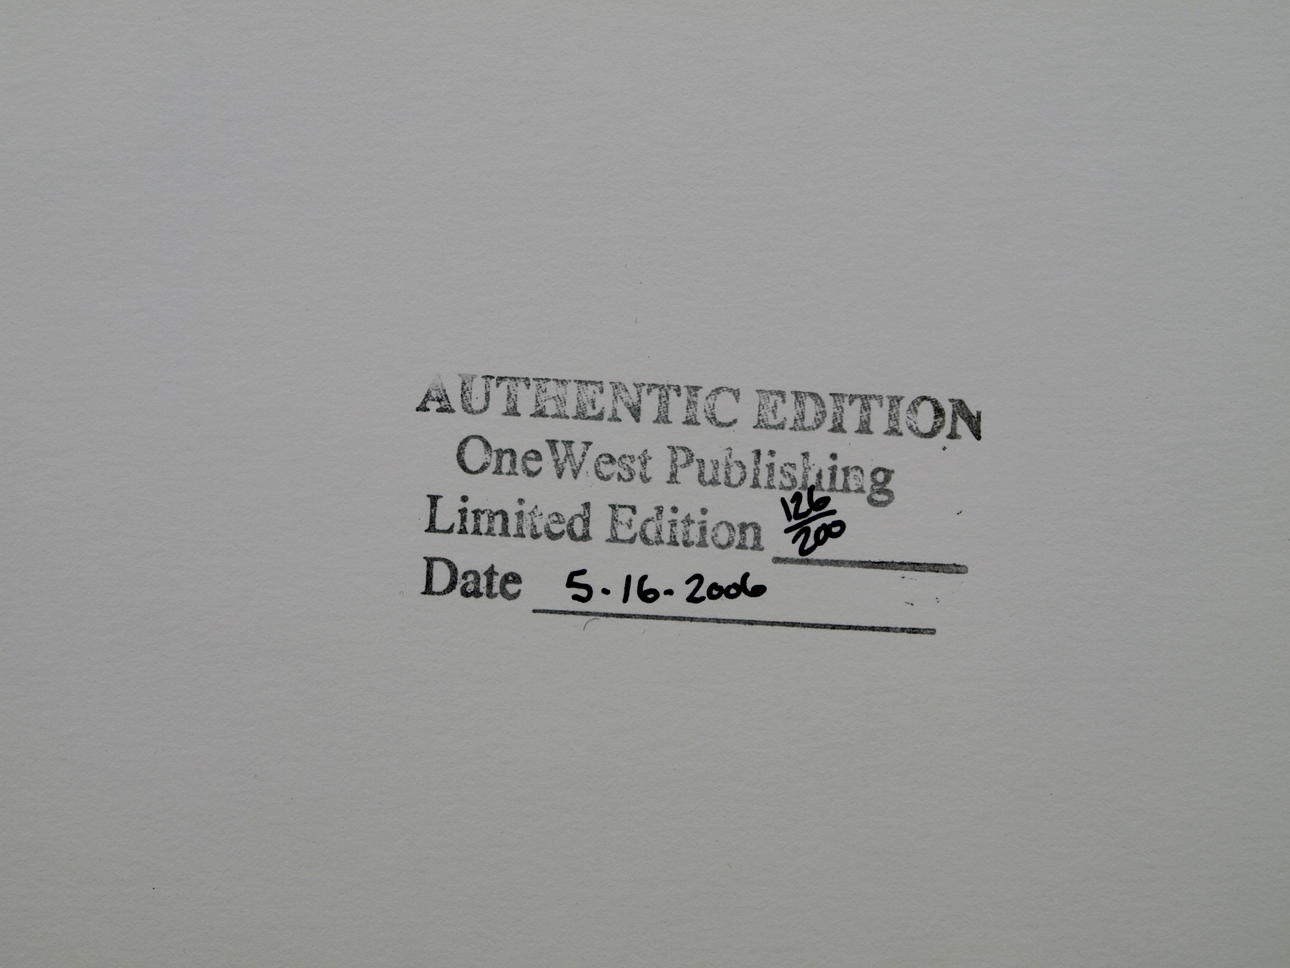 AUTHENTIC EDITION
OneWest Publishing
Limited Edition 126/200
Date 5.16.2006